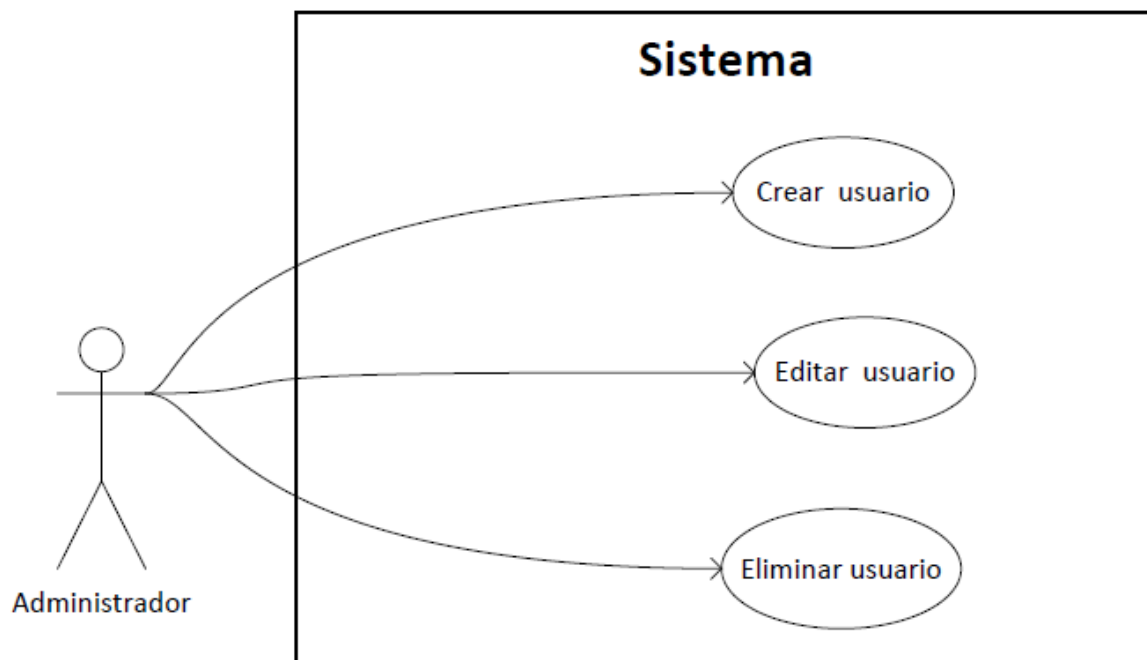 Sistema
Crear usuario
Editar usuario
Eliminar usuario
Administrador